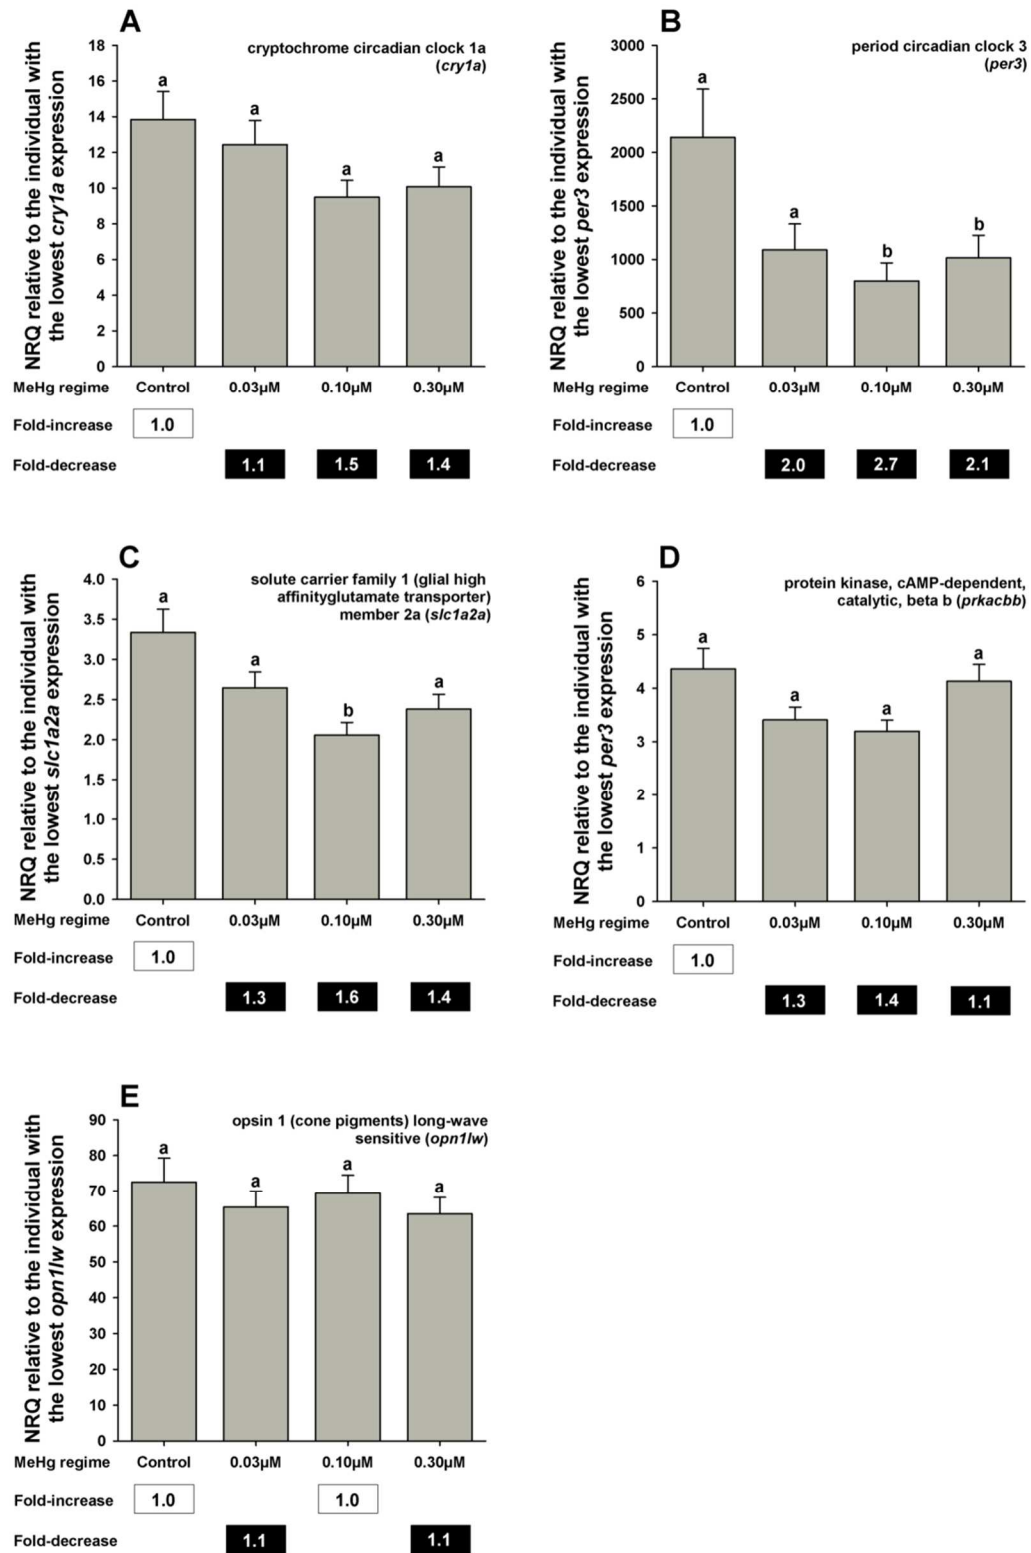 A
cryptochrome circadian clock 1a
(cry1a)
NRQ relative to the individual with
the lowest cry1a expression
18
16
14
12
10
8
6
4
2
0
a
a
a
a
MeHg regime Control 0.03µM 0.10µM 0.30µM
Fold-increase 1.0
Fold-decrease 1.1 1.5 1.4
B
period circadian clock 3
(per3)
NRQ relative to the individual with
the lowest per3 expression
3000
2500
2000
1500
1000
500
0
a
a
b
b
Control 0.03µM 0.10µM 0.30µM
MeHg regime
Fold-increase 1.0
Fold-decrease 2.0 2.7 2.1
C
solute carrier family 1 (glial high
affinityglutamate transporter)
member 2a (slc1a2a)
NRQ relative to the individual with
the lowest slc1a2a expression
4.0
3.5
3.0
2.5
2.0
1.5
1.0
0.5
0.0
a
a
b
a
MeHg regime Control 0.03µM 0.10µM 0.30µM
Fold-increase 1.0
Fold-decrease 1.3 1.6 1.4
D
protein kinase, cAMP-dependent,
catalytic, beta b (prkacbb)
NRQ relative to the individual with
the lowest per3 expression
6
5
4
3
2
1
0
a
a
a
a
MeHg regime Control 0.03µM 0.10µM 0.30µM
Fold-increase 1.0
Fold-decrease 1.3 1.4 1.1
E
opsin 1 (cone pigments) long-wave
sensitive (opn1lw)
NRQ relative to the individual with
the lowest opn1lw expression
90
80
70
60
50
40
30
20
10
0
a
a
a
a
MeHg regime Control 0.03µM 0.10µM 0.30µM
Fold-increase 1.0 1.0
Fold-decrease 1.1 1.1